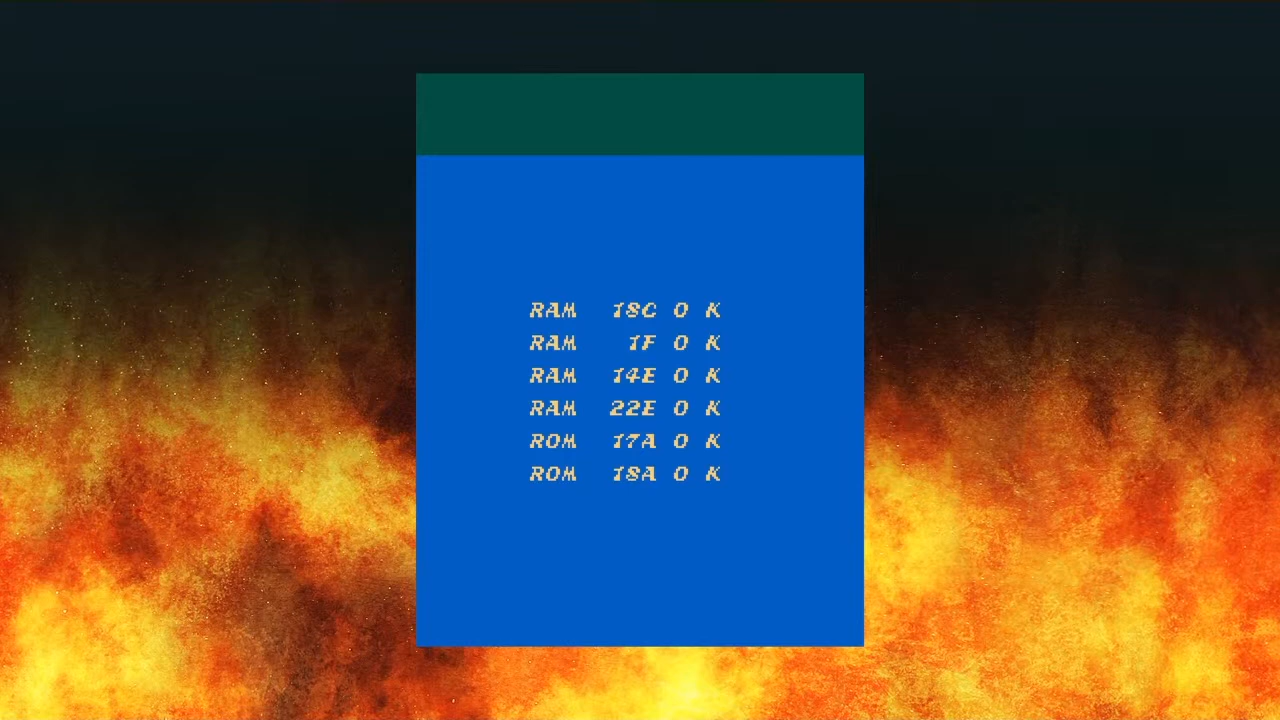 RAM 18C O K
RAM 1F O K
RAM 14E O K
RAM 22E O K
ROM 17A O K
ROM 18A O K